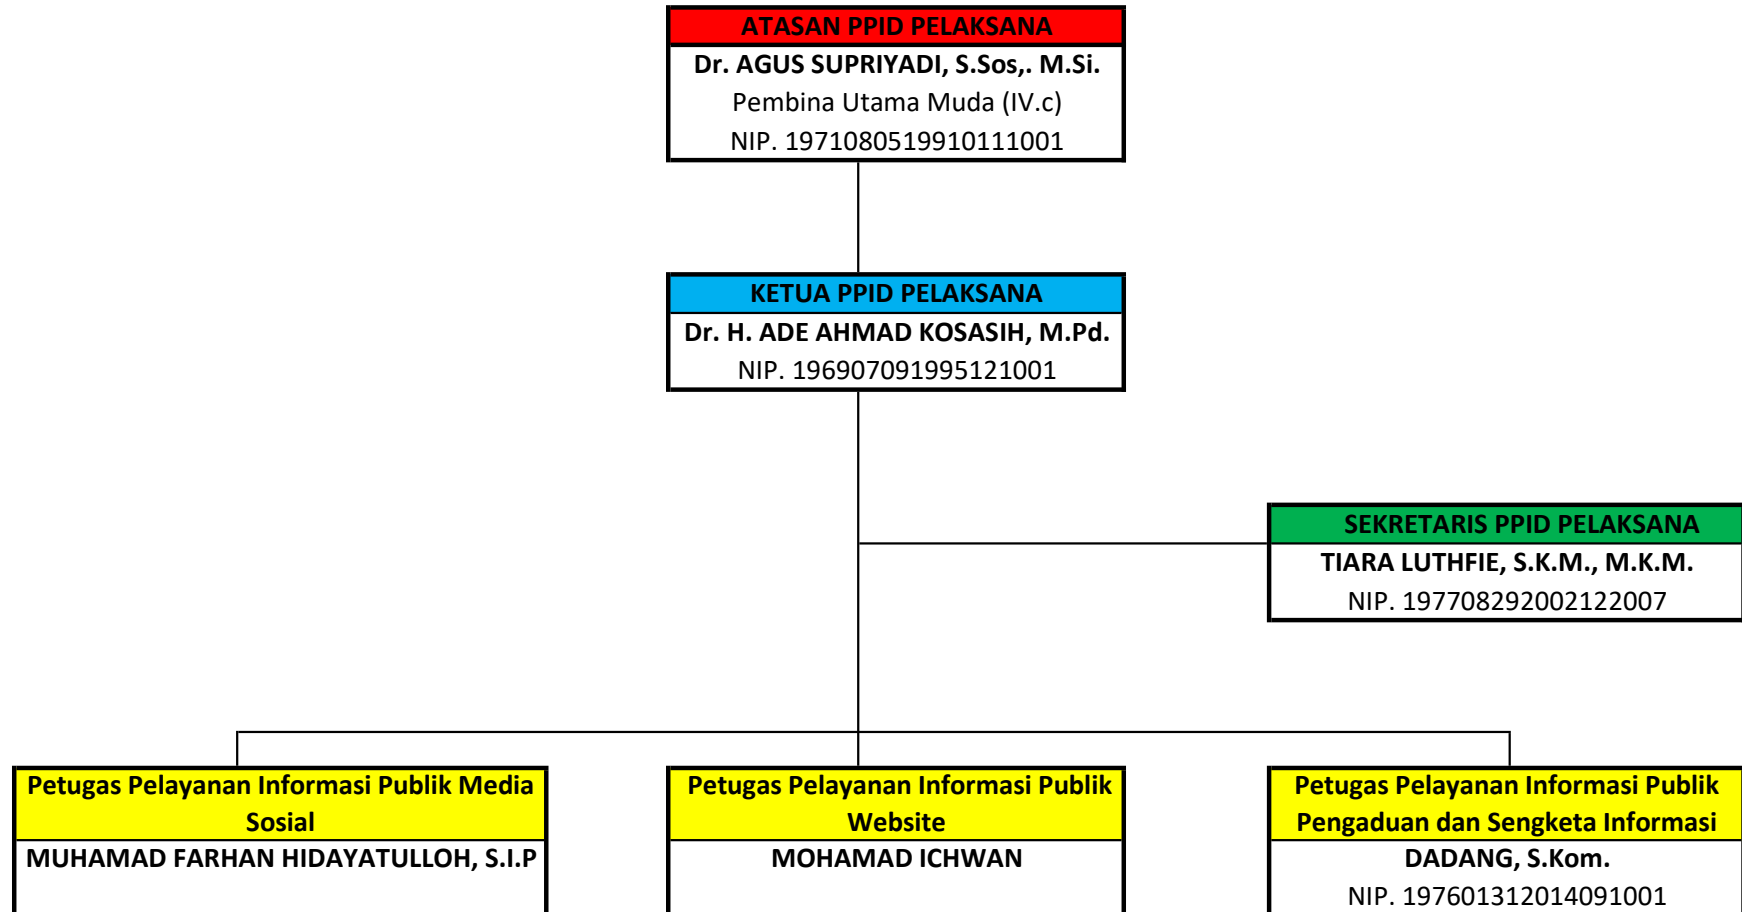 ATASAN PPID PELAKSANA
Dr. AGUS SUPRIYADI, S.Sos,. M.Si.
Pembina Utama Muda (IV.c)
NIP. 1971080519910111001
KETUA PPID PELAKSANA
Dr. H. ADE AHMAD KOSASIH, M.Pd.
NIP. 196907091995121001
SEKRETARIS PPID PELAKSANA
TIARA LUTHFIE, S.K.M., M.K.M.
NIP. 197708292002122007
Petugas Pelayanan Informasi Publik Media
Sosial
MUHAMAD FARHAN HIDAYATULLOH, S.I.P
Petugas Pelayanan Informasi Publik
Website
MOHAMAD ICHWAN
Petugas Pelayanan Informasi Publik
Pengaduan dan Sengketa Informasi
DADANG, S.Kom.
NIP. 197601312014091001